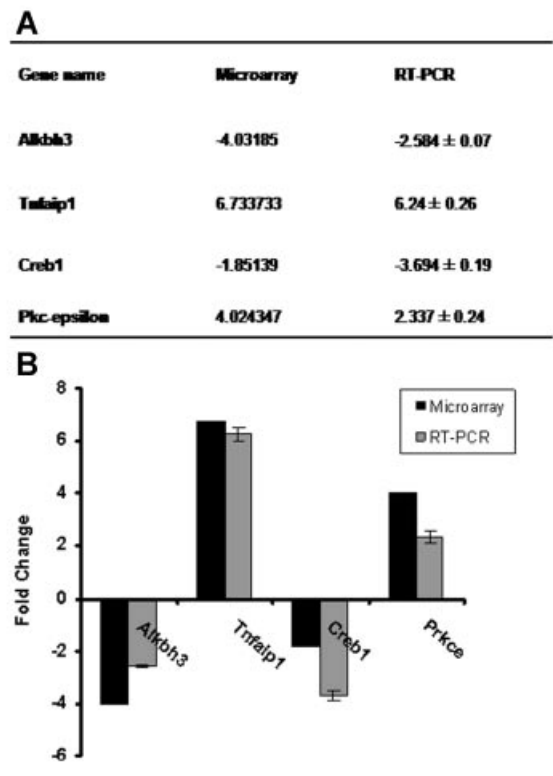 A
Gene name Microarray RT-PCR
Alkbh3 -4.03185 -2.584 ± 0.07
Tnfaip1 6.733733 6.24 ± 0.26
Creb1 -1.85139 -3.694 ± 0.19
Pkc-epsilon 4.024347 2.337 ± 0.24
B
8
6
4
2
0
-2
-4
-6
Fold Change
Microarray
RT-PCR
Alkbh3
Tnfaip1
Creb1
Prkce